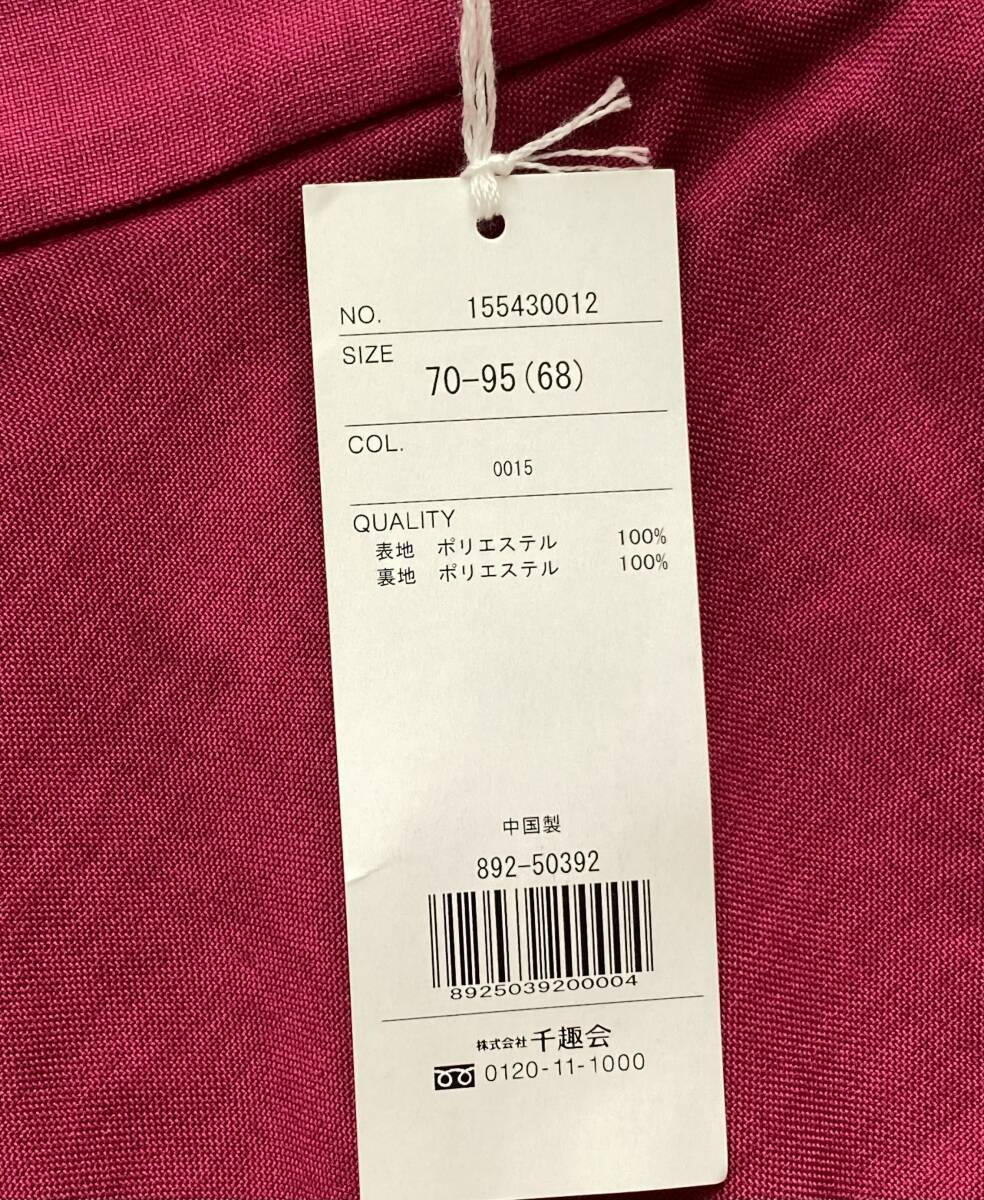 NO. 155430012
SIZE
70-95(68)
COL.
0015
QUALITY
表地 ポリエステル 100%
裏地 ポリエステル 100%
中国製
892-50392
8925039200004
株式会社 千趣会
0120-11-1000